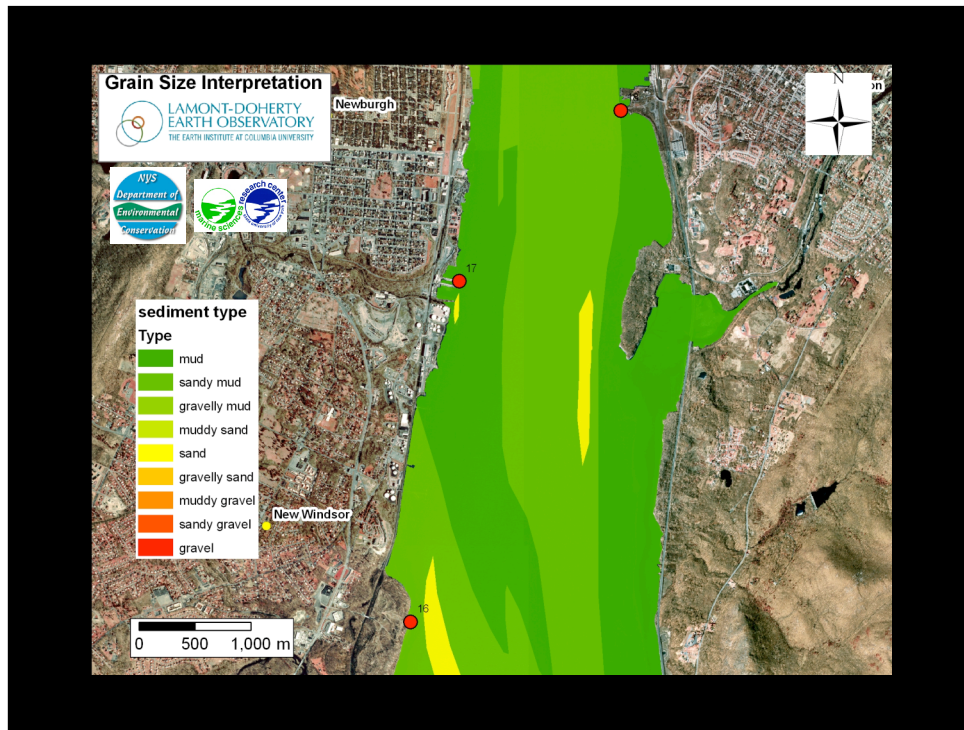 Grain Size Interpretation
LAMONT-DOHERTY
EARTH OBSERVATORY
THE EARTH INSTITUTE AT COLUMBIA UNIVERSITY
NYS
Department of
Environmental
Conservation
marine sciences
research center
Newburgh
N
on
17
sediment type
Type
mud
sandy mud
gravelly mud
muddy sand
sand
gravelly sand
muddy gravel
sandy gravel
gravel
New Windsor
16
0 500 1,000 m